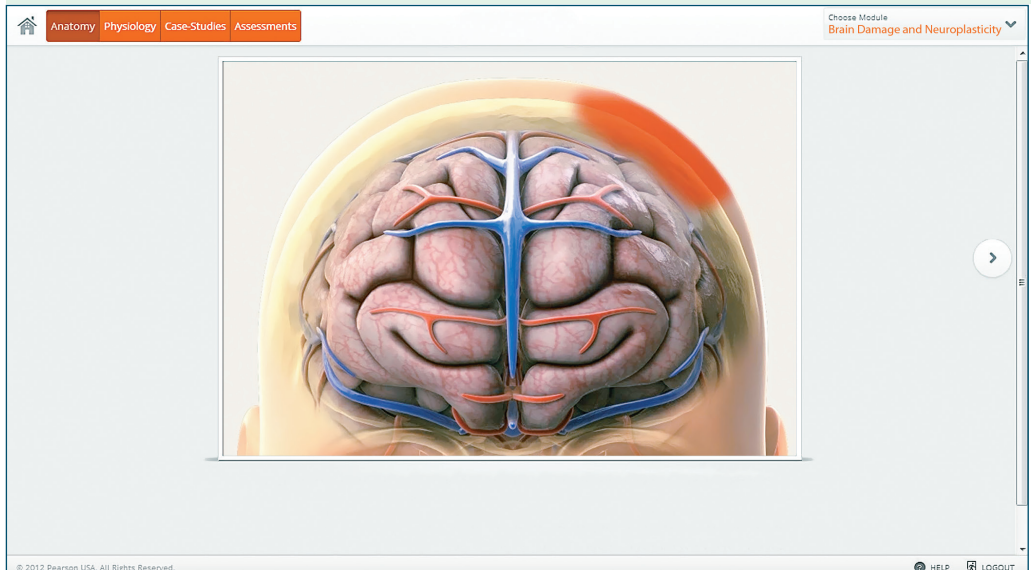 Anatomy Physiology Case-Studies Assessments
Choose Module
Brain Damage and Neuroplasticity
© 2012 Pearson USA. All Rights Reserved.
HELP LOGOUT